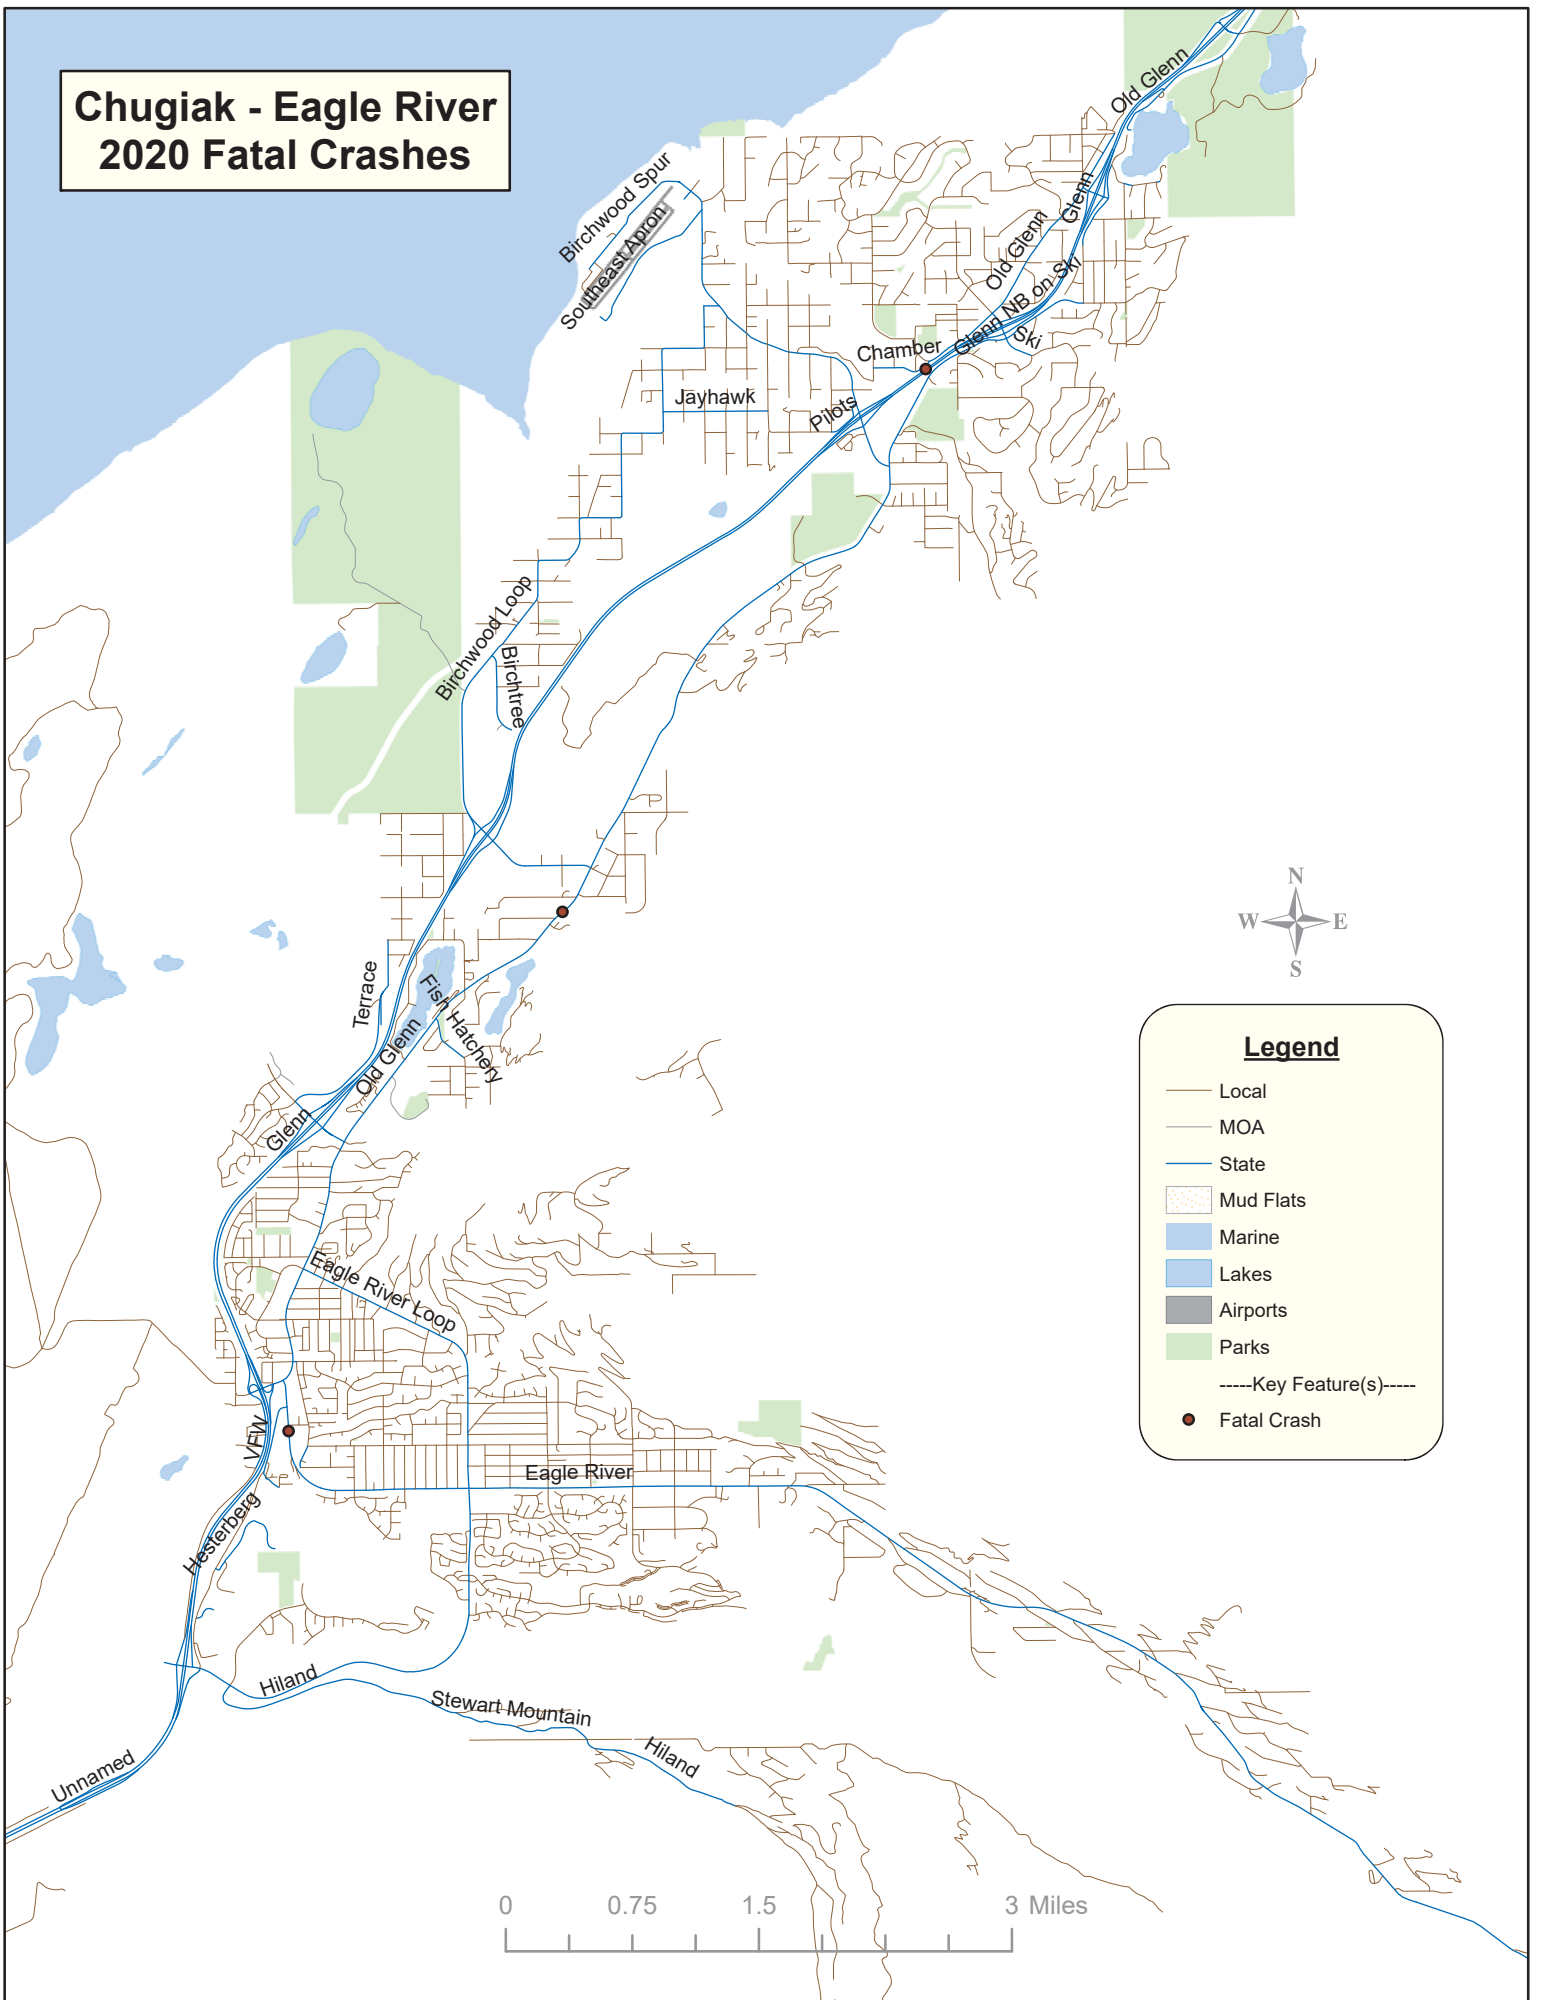 Chugiak - Eagle River
2020 Fatal Crashes
Old Glenn
Birchwood Spur
Southeast Apron
Glenn
Old Glenn
Glenn NB on Ski
Ski
Chamber
Jayhawk
Pilots
Birchwood Loop
Birchtree
N
W E
S
Terrace
Fish Hatchery
Old Glenn
Glenn
Legend
Local
MOA
State
Mud Flats
Marine
Lakes
Airports
Parks
-----Key Feature(s)-----
Fatal Crash
Eagle River Loop
VFW
Eagle River
Hesterberg
Hiland
Stewart Mountain
Hiland
Unnamed
0 0.75 1.5 3 Miles